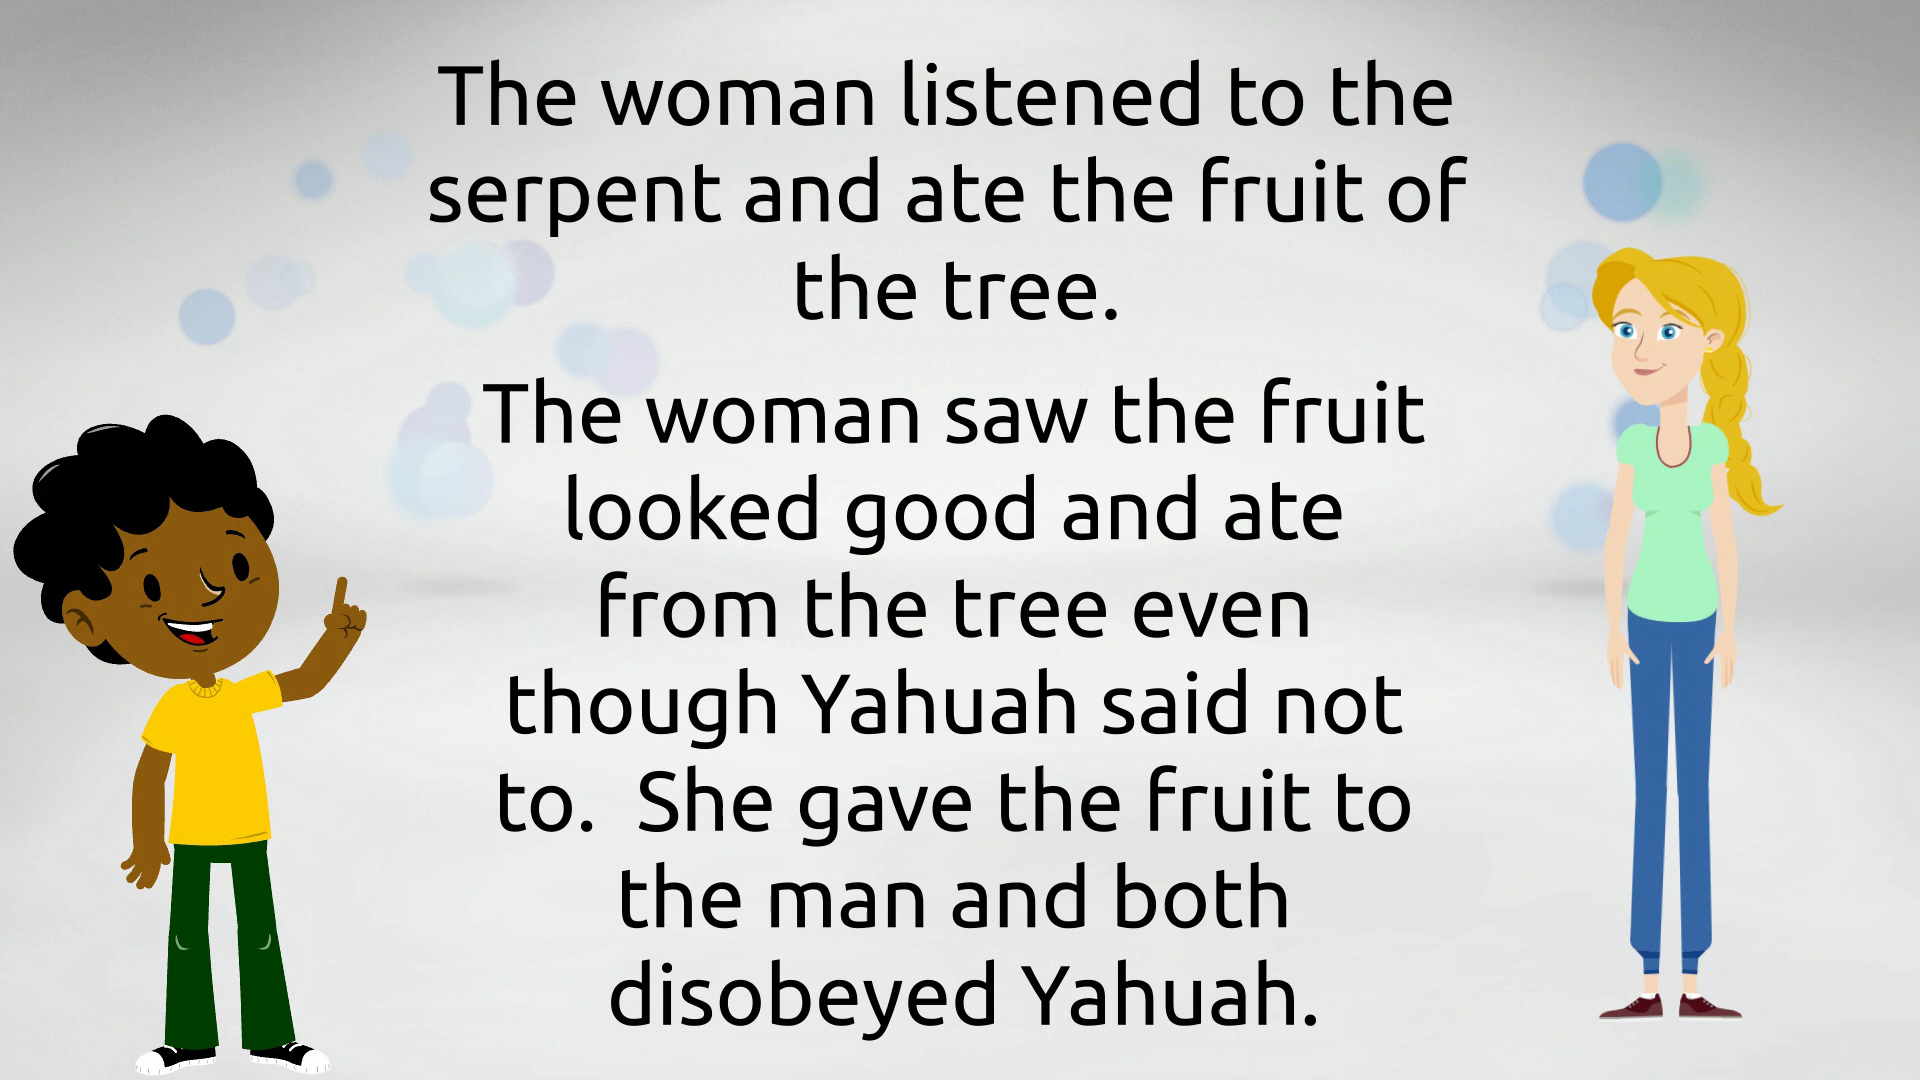 The woman listened to the
serpent and ate the fruit of
the tree.
The woman saw the fruit
looked good and ate
from the tree even
though Yahuah said not
to.  She gave the fruit to
the man and both
disobeyed Yahuah.